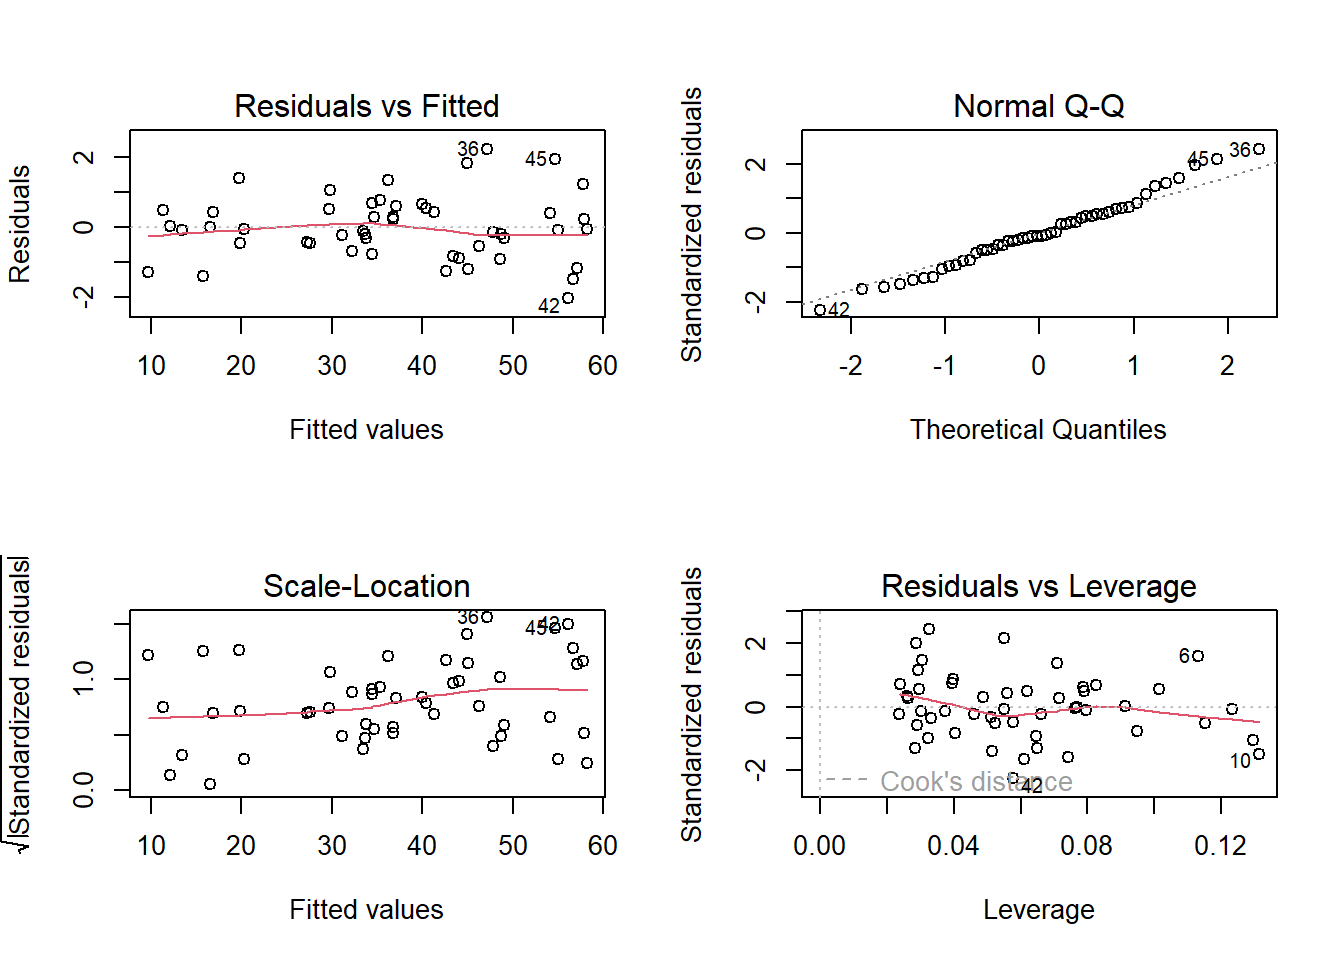 Residuals vs Fitted
Residuals
2
0
-2
36
45
42
10 20 30 40 50 60
Fitted values
Normal Q-Q
Standardized residuals
2
0
-2
45
36
42
-2 -1 0 1 2
Theoretical Quantiles
Scale-Location
√|Standardized residuals|
1.0
0.0
36
45
42
10 20 30 40 50 60
Fitted values
Residuals vs Leverage
Standardized residuals
2
0
-2
6
10
42
Cook's distance
0.00 0.04 0.08 0.12
Leverage